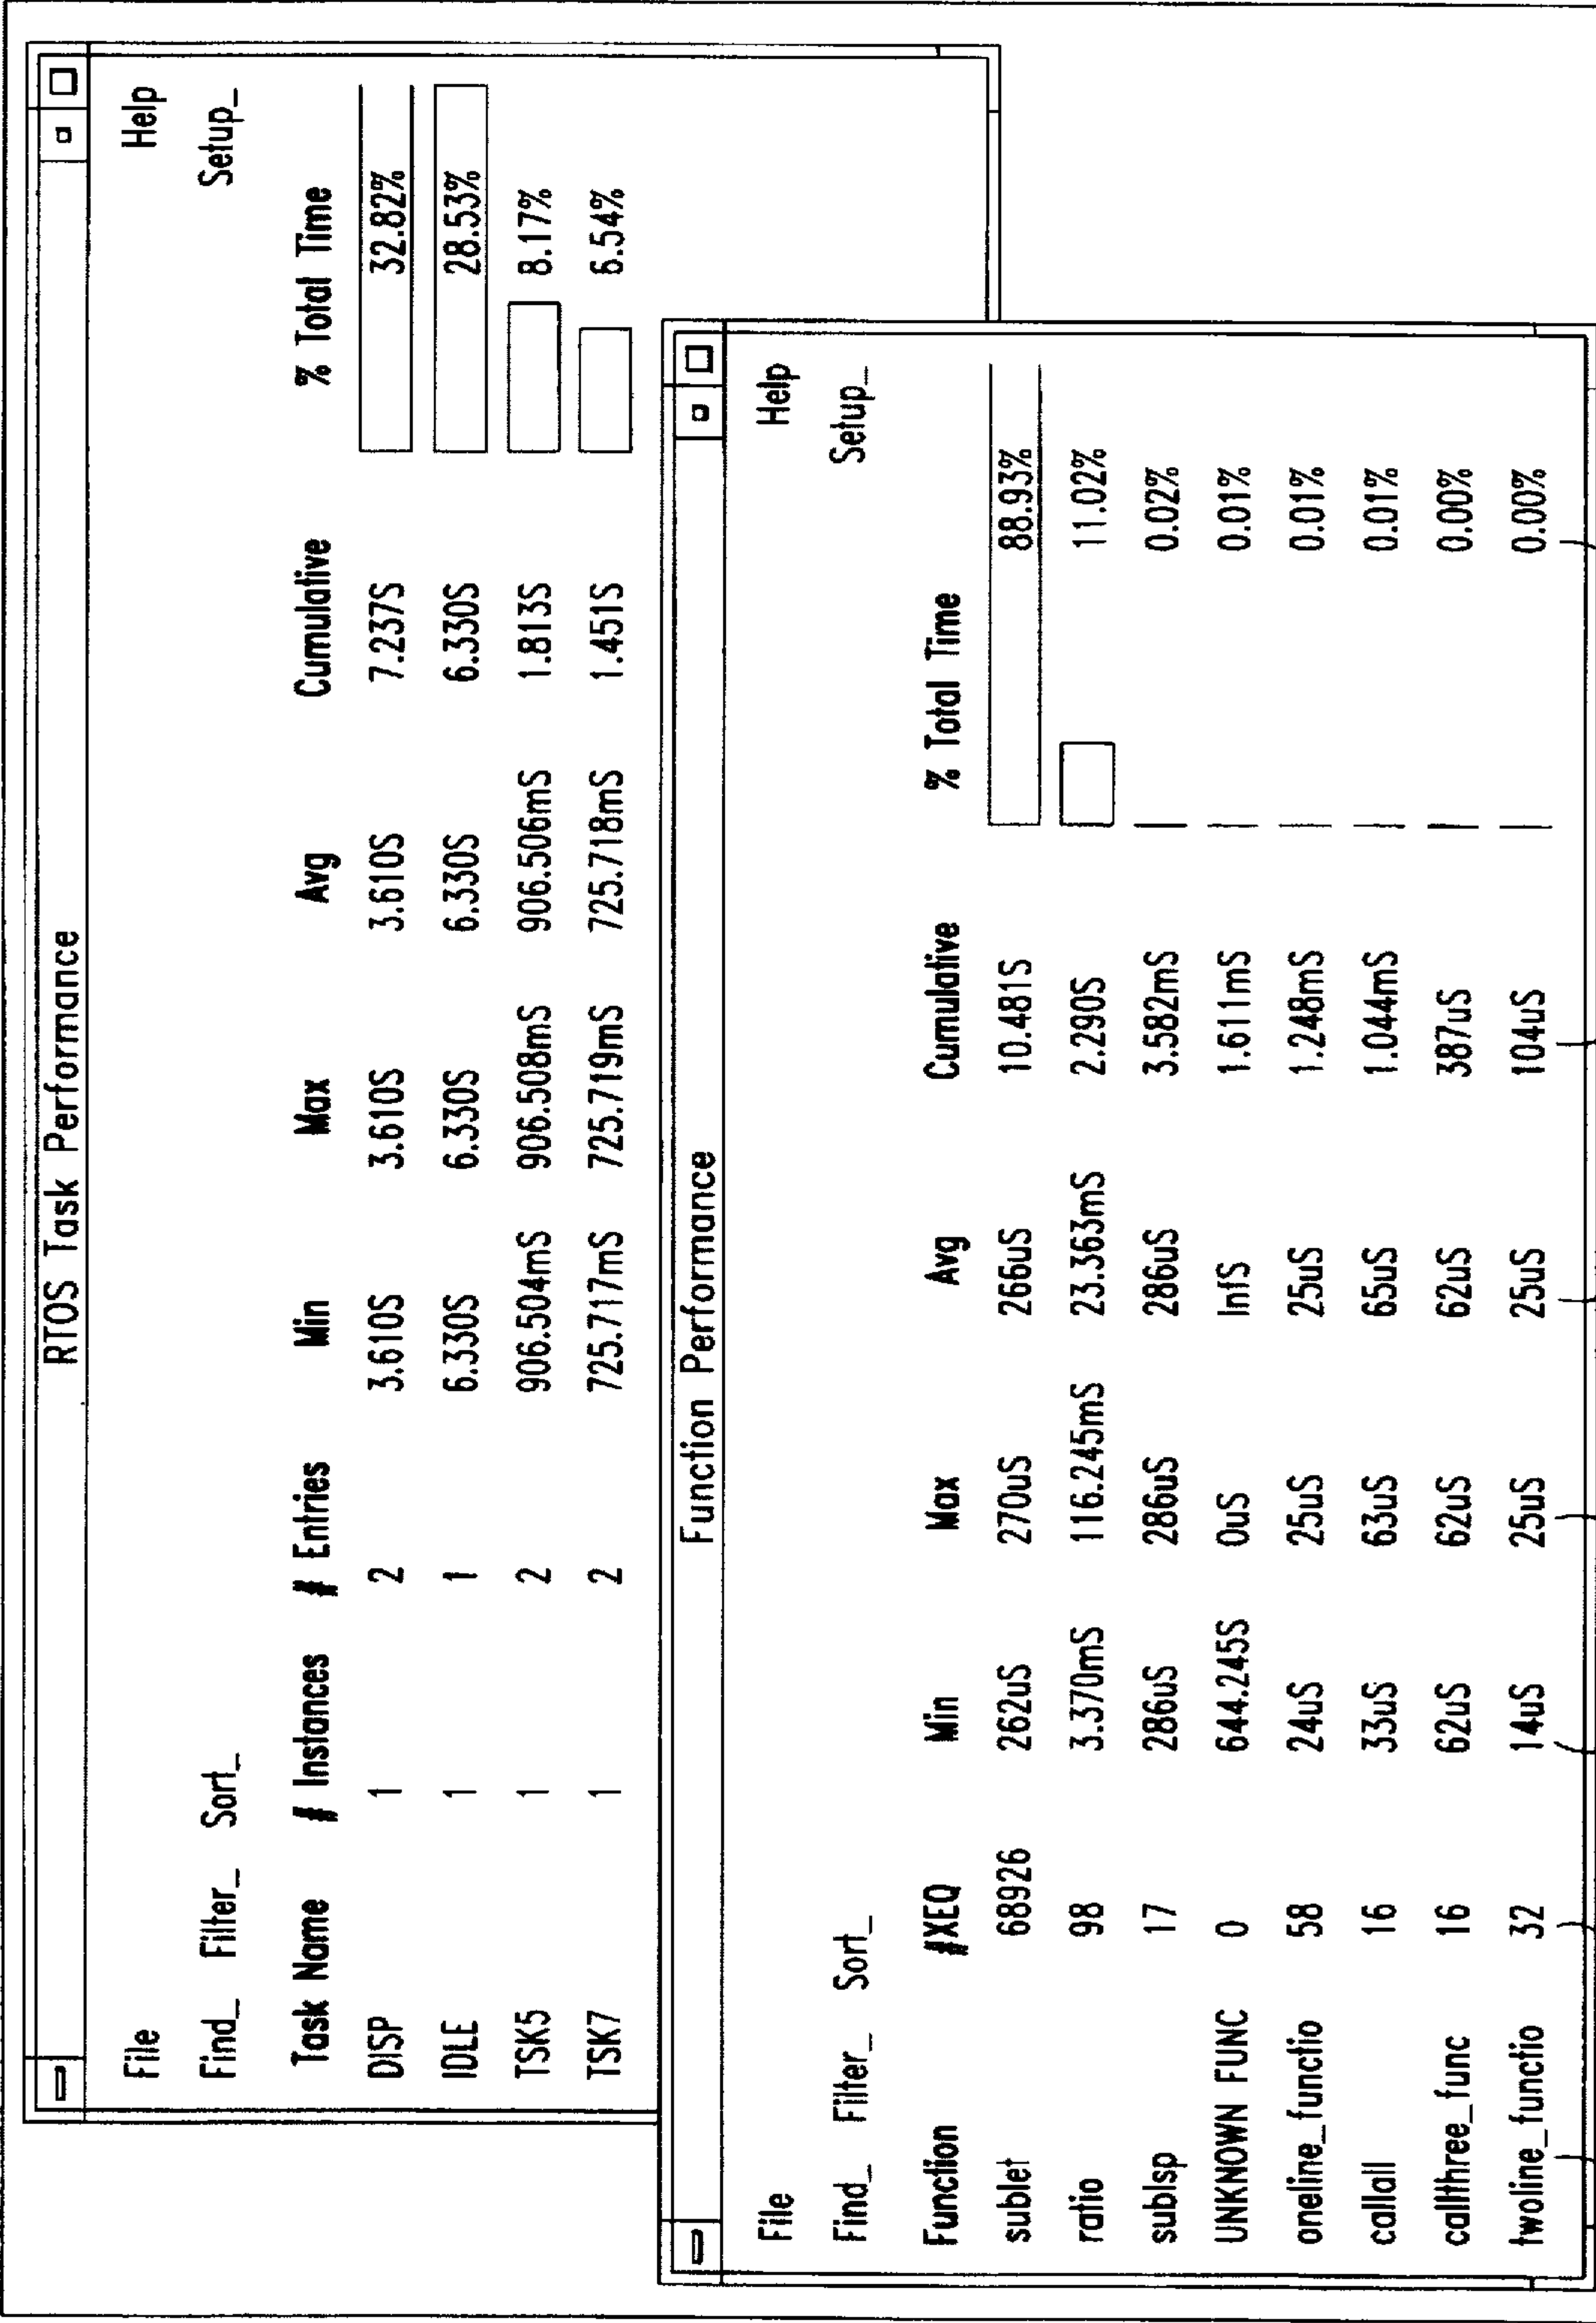 RTOS Task Performance
File Help
Find_ Filter_ Sort_ Setup_
Task Name # Instances # Entries Min Max Avg Cumulative % Total Time
DISP 1 2 3.610S 3.610S 3.610S 7.237S 32.82%
IDLE 1 1 6.330S 6.330S 6.330S 6.330S 28.53%
TSK5 1 2 906.504mS 906.508mS 906.506mS 1.813S 8.17%
TSK7 1 2 725.717mS 725.719mS 725.718mS 1.451S 6.54%
Function Performance
File Help
Find_ Filter_ Sort_ Setup_
Function #XEQ Min Max Avg Cumulative % Total Time
sublet 68926 262uS 270uS 266uS 10.481S 88.93%
ratio 98 3.370mS 116.245mS 23.363mS 2.290S 11.02%
sublsp 17 286uS 286uS 286uS 3.582mS 0.02%
UNKNOWN FUNC 0 644.245S 0uS InfS 1.611mS 0.01%
oneline_functio 58 24uS 25uS 25uS 1.248mS 0.01%
callall 16 33uS 63uS 65uS 1.044mS 0.01%
callthree_func 16 62uS 62uS 62uS 387uS 0.00%
twoline_functio 32 14uS 25uS 25uS 104uS 0.00%